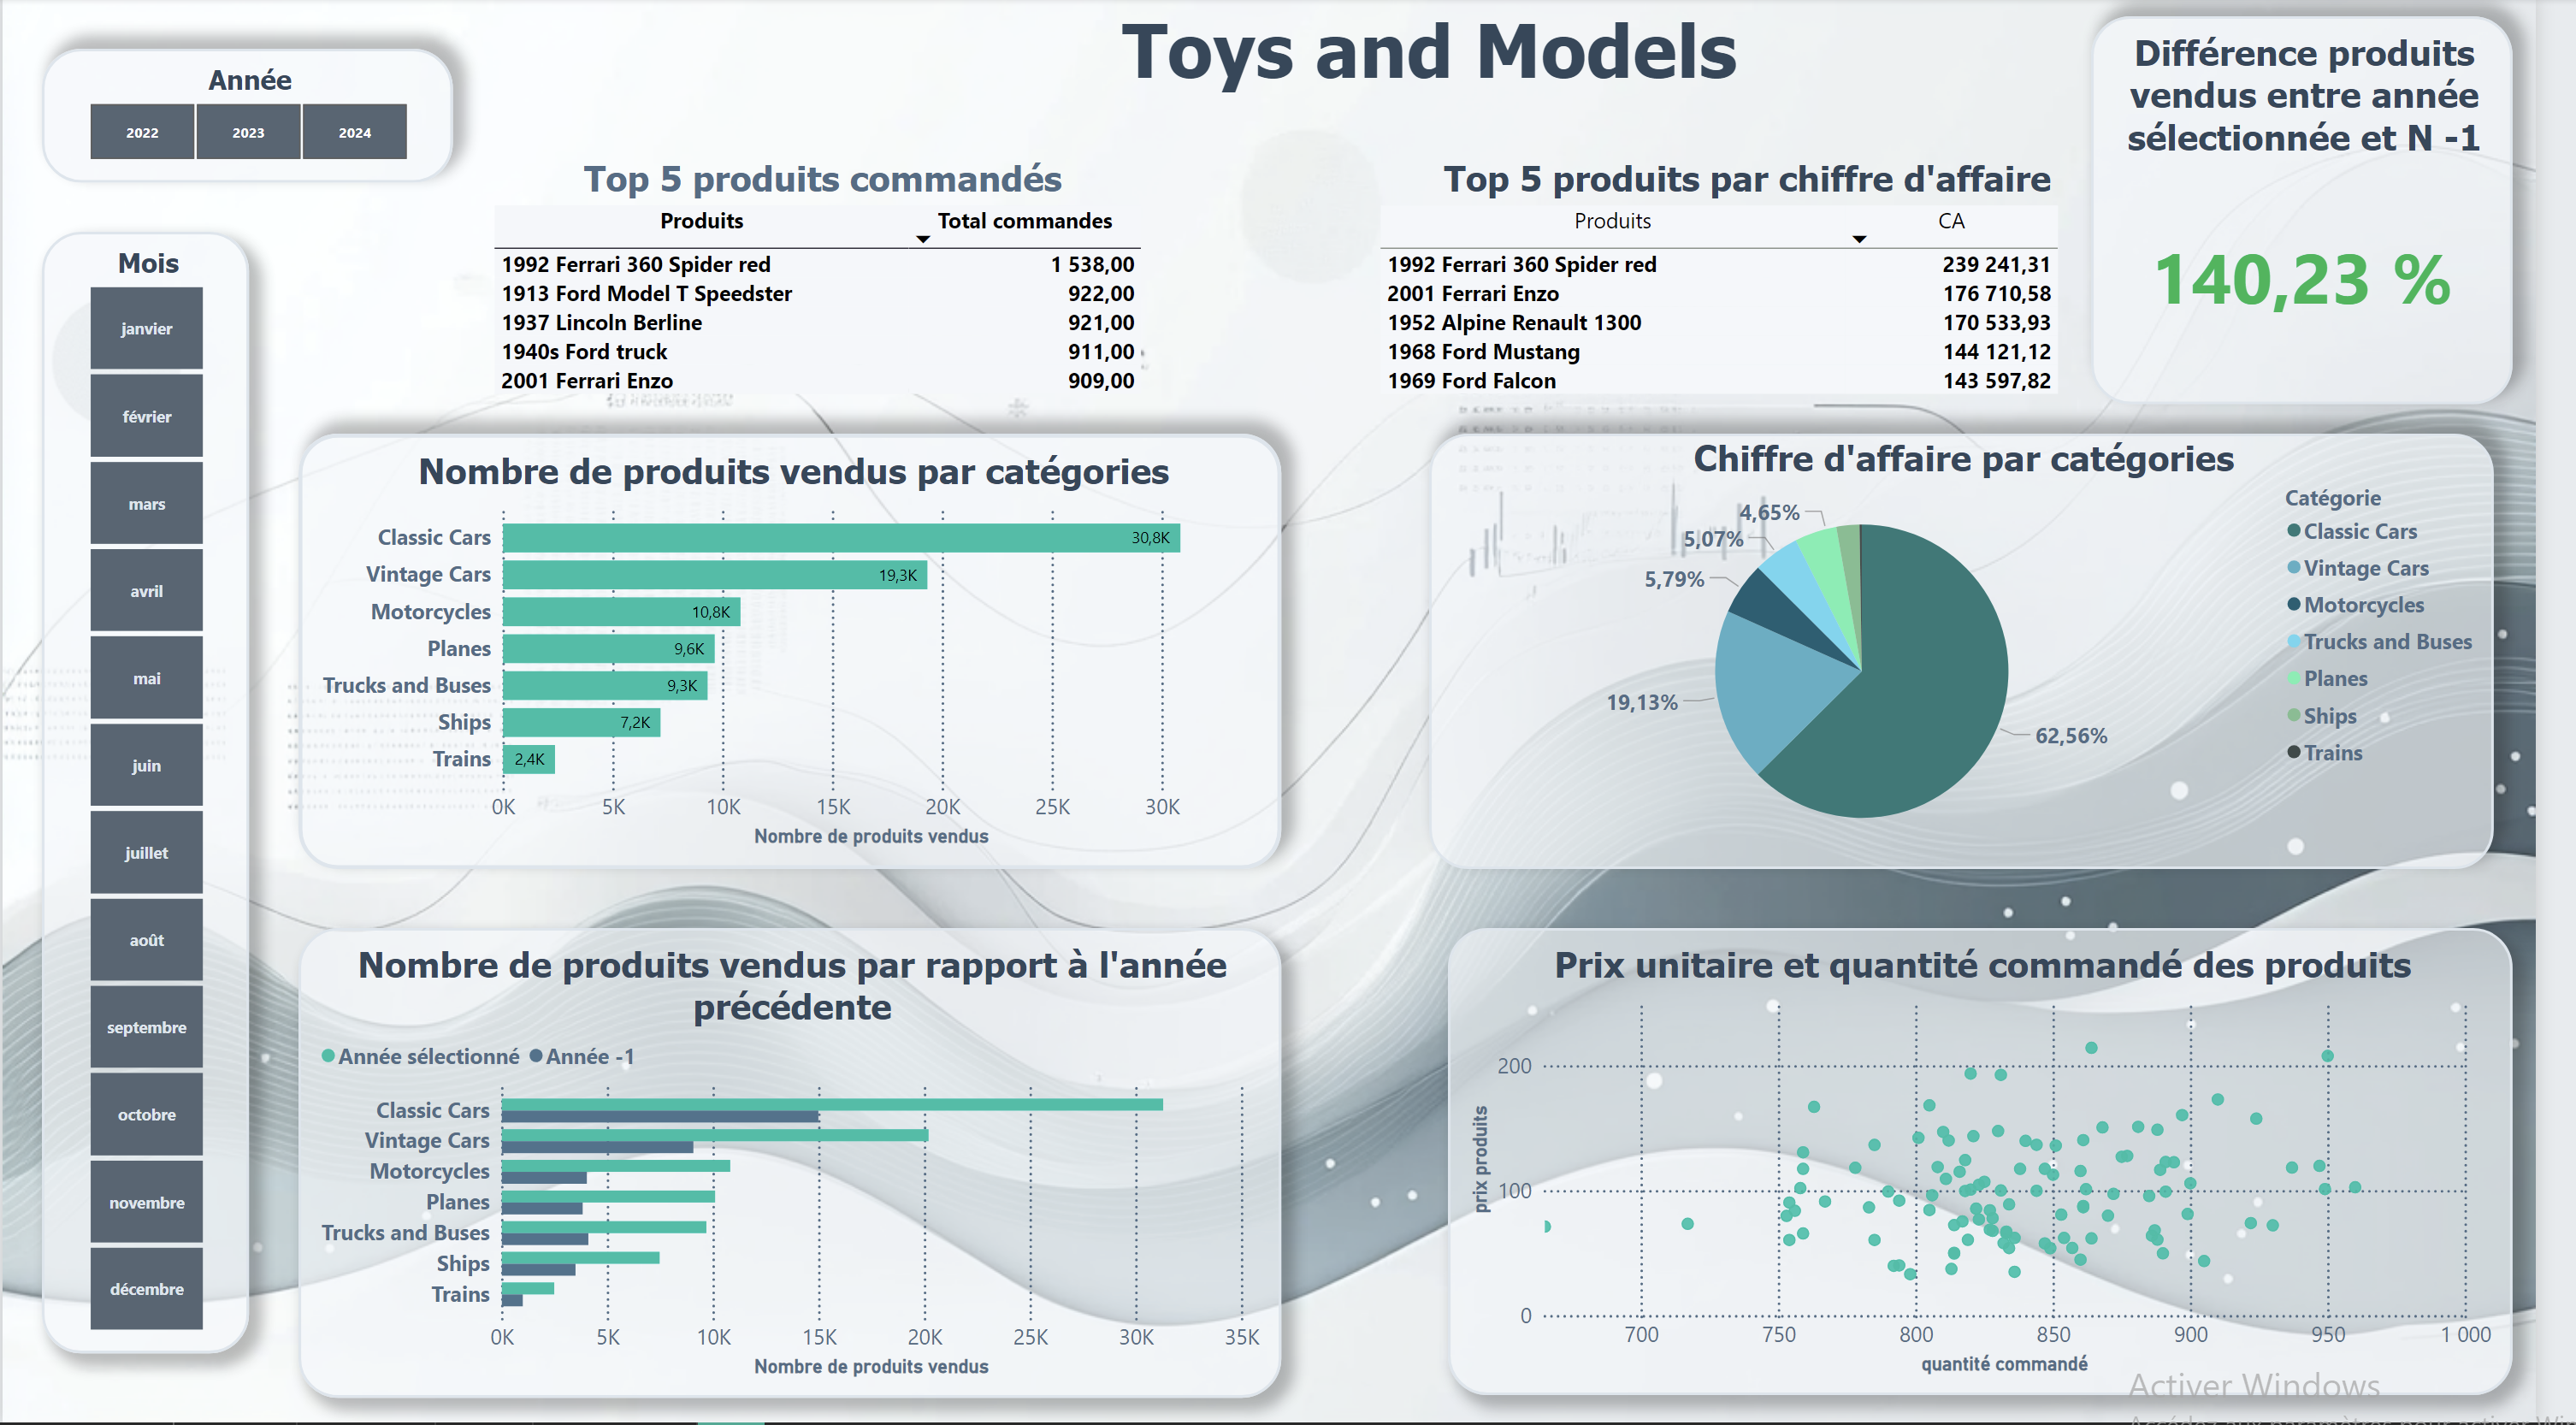 Toys and Models
Année
2022 2023 2024
Mois
janvier
février
mars
avril
mai
juin
juillet
août
septembre
octobre
novembre
décembre
Top 5 produits commandés
Produits Total commandes
1992 Ferrari 360 Spider red 1 538,00
1913 Ford Model T Speedster 922,00
1937 Lincoln Berline 921,00
1940s Ford truck 911,00
2001 Ferrari Enzo 909,00
Top 5 produits par chiffre d'affaire
Produits CA
1992 Ferrari 360 Spider red 239 241,31
2001 Ferrari Enzo 176 710,58
1952 Alpine Renault 1300 170 533,93
1968 Ford Mustang 144 121,12
1969 Ford Falcon 143 597,82
Différence produits
vendus entre année
sélectionnée et N -1
140,23 %
Nombre de produits vendus par catégories
Classic Cars 30,8K
Vintage Cars 19,3K
Motorcycles 10,8K
Planes 9,6K
Trucks and Buses 9,3K
Ships 7,2K
Trains 2,4K
0K 5K 10K 15K 20K 25K 30K
Nombre de produits vendus
Chiffre d'affaire par catégories
4,65%
5,07%
5,79%
19,13%
62,56%
Catégorie
Classic Cars
Vintage Cars
Motorcycles
Trucks and Buses
Planes
Ships
Trains
Nombre de produits vendus par rapport à l'année
précédente
Année sélectionné Année -1
Classic Cars
Vintage Cars
Motorcycles
Planes
Trucks and Buses
Ships
Trains
0K 5K 10K 15K 20K 25K 30K 35K
Nombre de produits vendus
Prix unitaire et quantité commandé des produits
prix produits
200
100
0
700 750 800 850 900 950 1 000
quantité commandé
Activer Windows